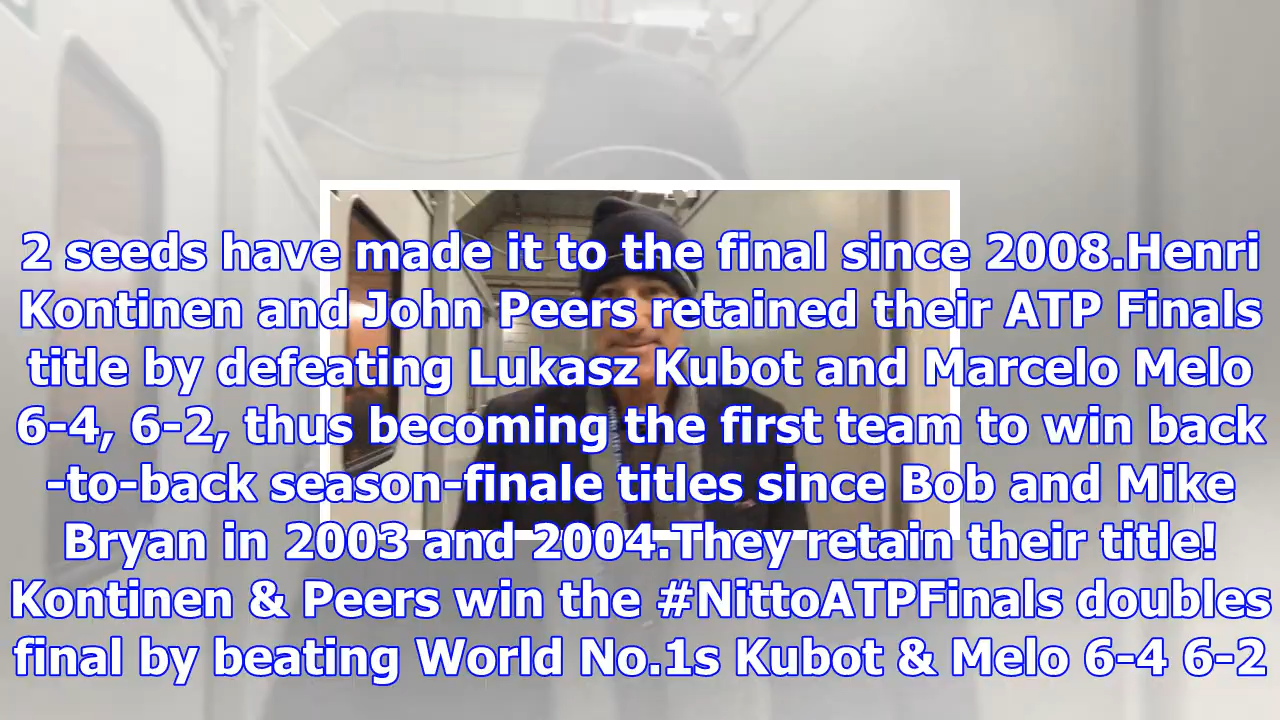 2 seeds have made it to the final since 2008.Henri
Kontinen and John Peers retained their ATP Finals
title by defeating Lukasz Kubot and Marcelo Melo
6-4, 6-2, thus becoming the first team to win back
-to-back season-finale titles since Bob and Mike
Bryan in 2003 and 2004.They retain their title!
Kontinen & Peers win the #NittoATPFinals doubles
final by beating World No.1s Kubot & Melo 6-4 6-2